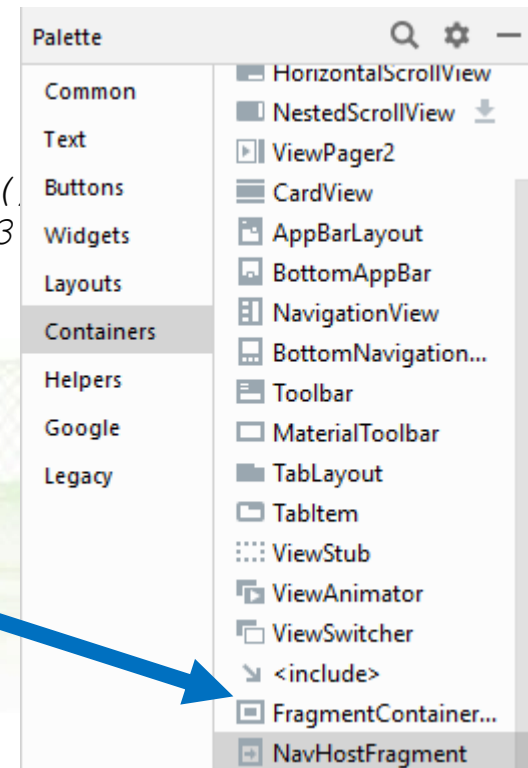 Palette
Common
Text
Buttons
Widgets
Layouts
Containers
Helpers
Google
Legacy
HorizontalScrollView
NestedScrollView
ViewPager2
CardView
AppBarLayout
BottomAppBar
NavigationView
BottomNavigation...
Toolbar
MaterialToolbar
TabLayout
TabItem
ViewStub
ViewAnimator
ViewSwitcher
<include>
FragmentContainer...
NavHostFragment
(
3